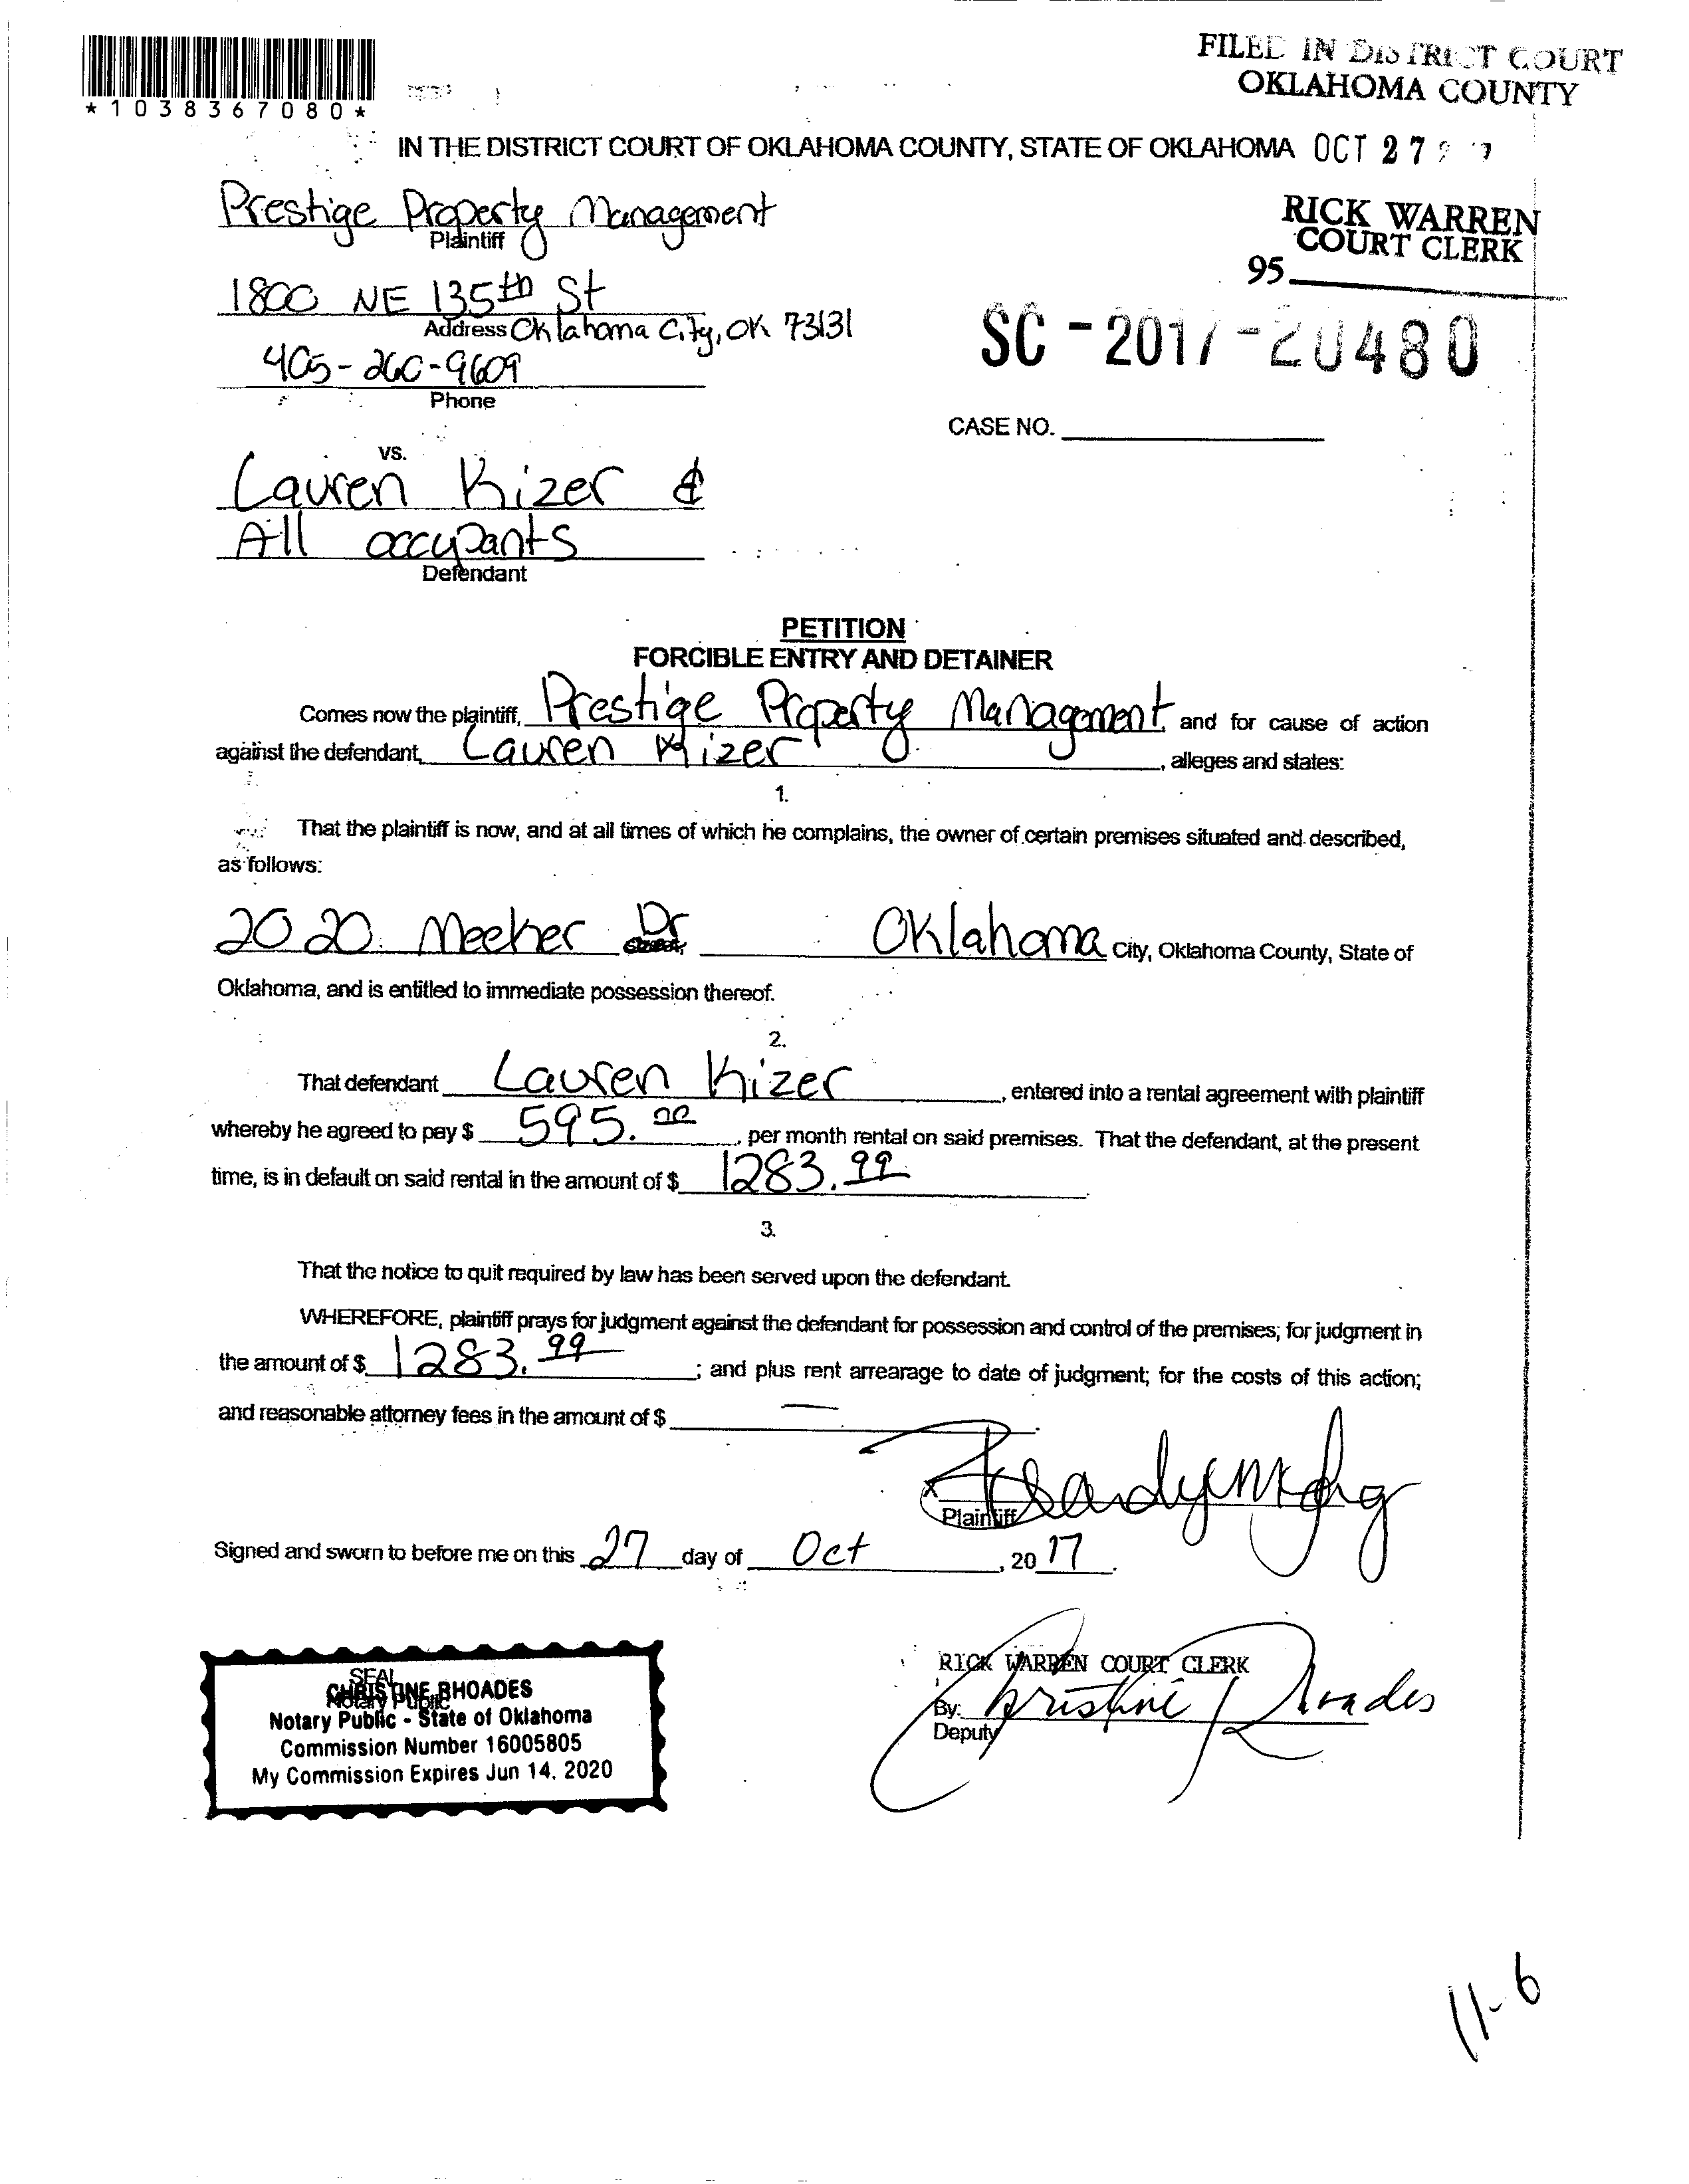 *1038367080*
FILED IN DISTRICT COURT
OKLAHOMA COUNTY
IN THE DISTRICT COURT OF OKLAHOMA COUNTY, STATE OF OKLAHOMA OCT 27
Prestige Property Management
Plaintiff
RICK WARREN
COURT CLERK
95
1800 NE 135th St
Address Oklahoma City, OK 73131
SC-2017-20480
405-260-9609
Phone
CASE NO.
vs.
Lauren Kizer &
All occupants
Defendant
PETITION
FORCIBLE ENTRY AND DETAINER
Comes now the plaintiff, Prestige Property Management, and for cause of action
against the defendant, Lauren Kizer, alleges and states:
1.
That the plaintiff is now, and at all times of which he complains, the owner of certain premises situated and described,
as follows:
2020 Meeker Dr Oklahoma City, Oklahoma County, State of
Oklahoma, and is entitled to immediate possession thereof.
2.
That defendant Lauren Kizer, entered into a rental agreement with plaintiff
whereby he agreed to pay $ 595.00, per month rental on said premises. That the defendant, at the present
time, is in default on said rental in the amount of $ 1283.99.
3.
That the notice to quit required by law has been served upon the defendant.
WHEREFORE, plaintiff prays for judgment against the defendant for possession and control of the premises; for judgment in
the amount of $ 1283.99; and plus rent arrearage to date of judgment; for the costs of this action;
and reasonable attorney fees in the amount of $ —.
x
Plaintiff
Signed and sworn to before me on this 27 day of Oct, 2017.
RICK WARREN COURT CLERK
By: Christine Rhoades
Deputy
SEAL
Notary Public
CHRISTINE RHOADES
Notary Public - State of Oklahoma
Commission Number 16005805
My Commission Expires Jun 14, 2020
11-6